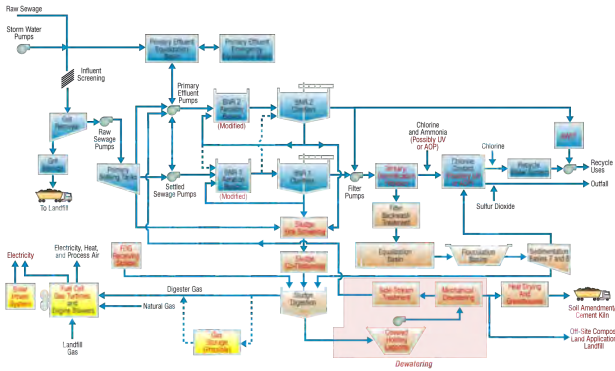 Raw Sewage
Storm Water
Pumps
Influent
Screening
Primary Effluent
Equalization
Basin
Primary Effluent
Emergency
Primary
Effluent
Pumps
BNR 2
Aeration
Basins
(Modified)
BNR 2
Clarifiers
Grit
Removal
Raw
Sewage
Pumps
Grit
To Landfill
Primary
Settling Tanks
Settled
Sewage Pumps
BNR 1
Aeration
Basins
(Modified)
BNR 1
Clarifiers
Filter
Pumps
Tertiary
Chlorine
and Ammonia
(Possibly UV
or AOP)
Chlorine
Contact
Chlorine
Recycle
Recycle
Uses
Outfall
Sulfur Dioxide
Filter
Backwash
Treatment
Equalization
Basin
Flocculation
Basins
Sedimentation
Basins 7 and 8
Sludge
Screening
Sludge
FOG
Receiving
Station
Sludge
Digestion
Electricity
Electricity, Heat,
and Process Air
Solar
Power
System
Fuel Cell
Gas Turbines
and
Engine Blowers
Landfill
Gas
Digester Gas
Natural Gas
Gas
Storage
(Possible)
Side Stream
Treatment
Mechanical
Dewatering
Covered
Holding
Dewatering
Heat Drying
And
Greenhouse
Soil Amendment/
Cement Kiln
Off-Site Compost
Land Application
Landfill